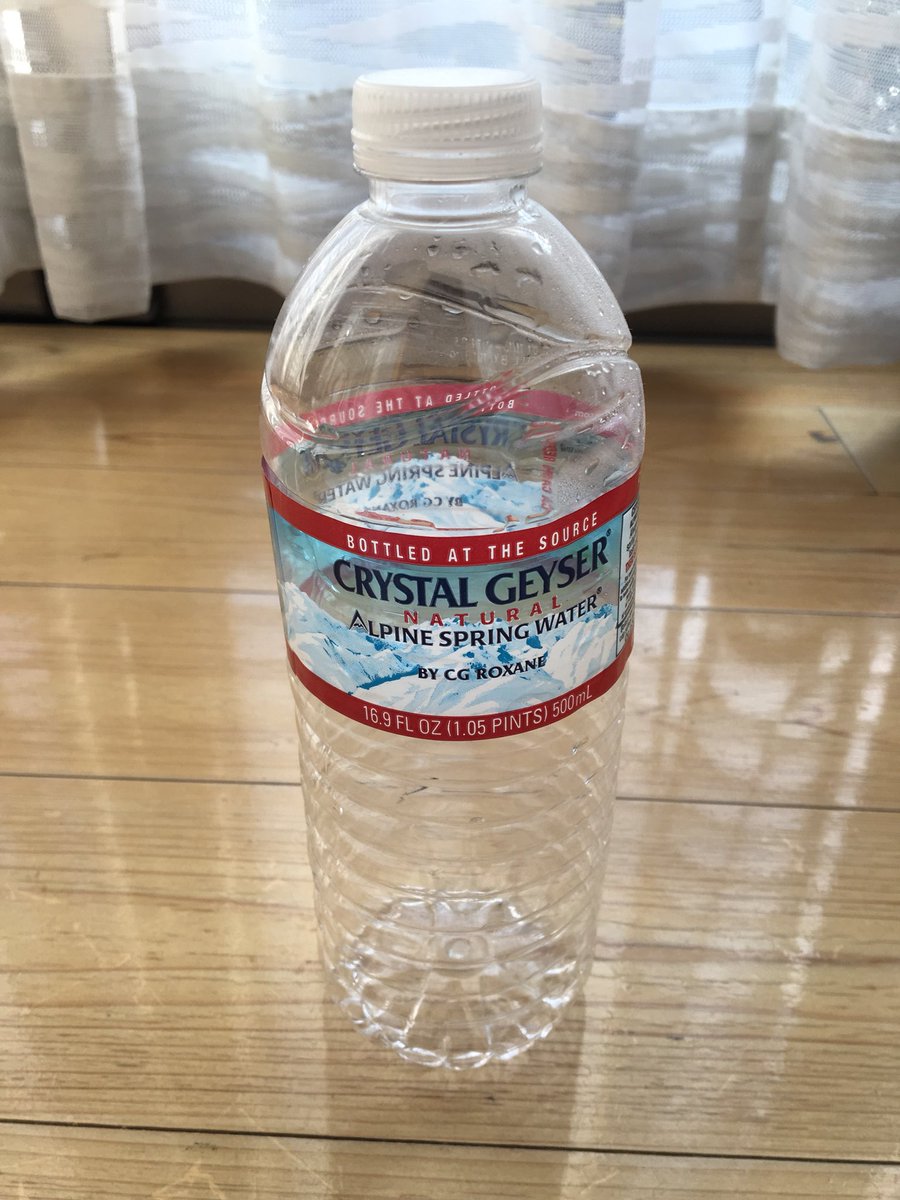 BOTTLED AT THE SOURCE
CRYSTAL GEYSER®
NATURAL
ALPINE SPRING WATER®
BY CG ROXANE
16.9 FL OZ (1.05 PINTS) 500mL